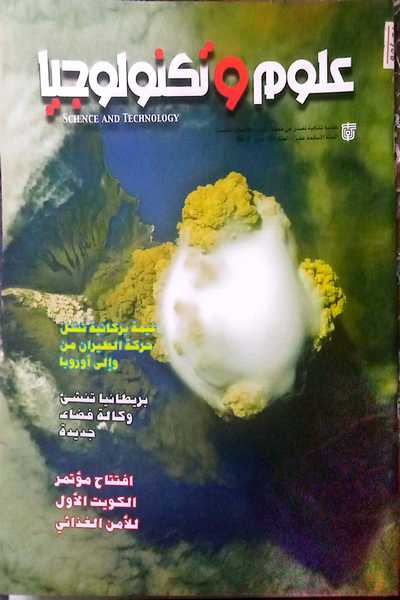 علوم وتكنولوجيا
SCIENCE AND TECHNOLOGY
غيمة بركانية تشل
حركة الطيران من
وإلى أوروبا
بريطانيا تنشئ
وكالة فضاء
جديدة
افتتاح مؤتمر
الكويت الأول
للأمن الغذائي